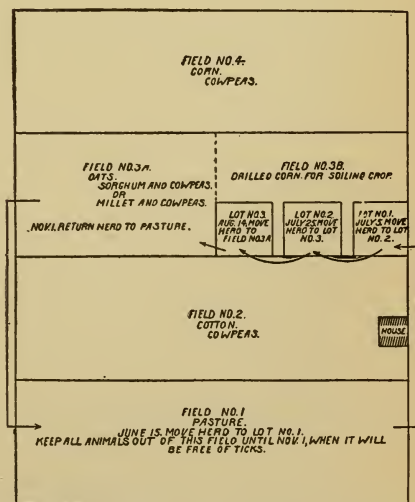 FIELD NO.4.
CORN.
COWPEAS.
FIELD NO.3A.
OATS.
SORGHUM AND COWPEAS.
OR
MILLET AND COWPEAS.
NOV.1. RETURN HERD TO PASTURE.
FIELD NO.3B.
DRILLED CORN. FOR SOILING CROP.
LOT NO.3.
AUG. 14, MOVE
HERD TO
FIELD NO3A
LOT NO.2.
JULY 25, MOVE
HERD TO LOT
NO.3.
LOT NO.1.
JULY 5, MOVE
HERD TO LOT
NO. 2.
FIELD NO.2.
COTTON.
COWPEAS.
HOUSE
FIELD NO.1
PASTURE.
JUNE 15. MOVE HERD TO LOT NO.1.
KEEP ALL ANIMALS OUT OF THIS FIELD UNTIL NOV.1, WHEN IT WILL
BE FREE OF TICKS.